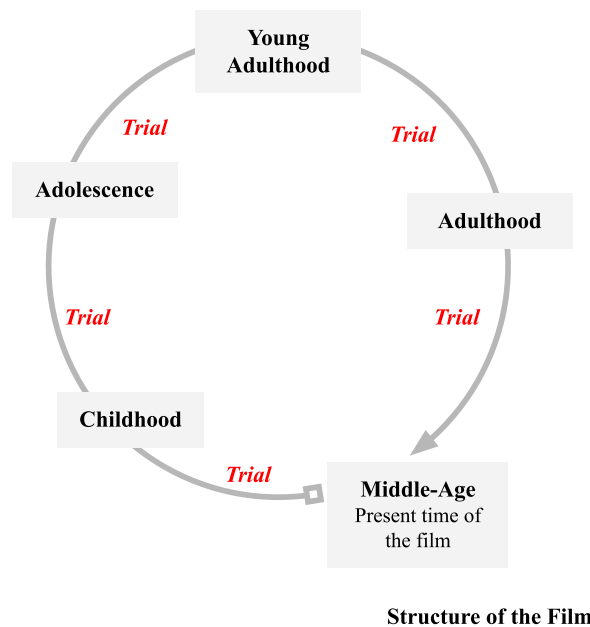 Young
Adulthood
Trial
Trial
Adolescence
Adulthood
Trial
Trial
Childhood
Trial
Middle-Age
Present time of
the film
Structure of the Film